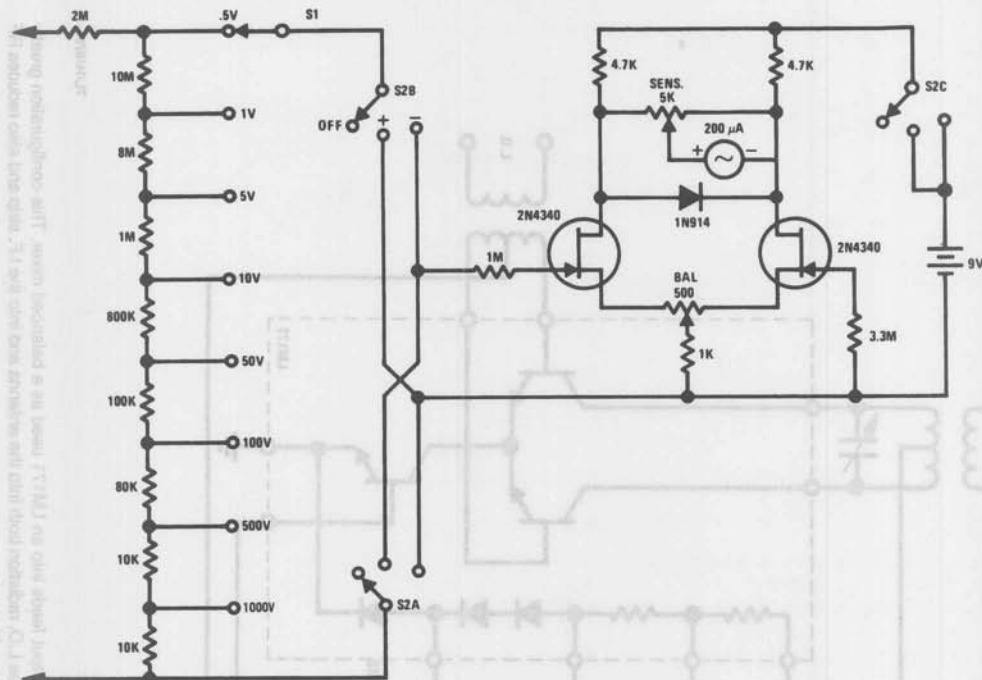 2M
.5V
S1
10M
1V
8M
5V
1M
10V
800K
50V
100K
100V
80K
500V
10K
1000V
10K
S2B
OFF
+
−
S2A
1M
4.7K
4.7K
SENS.
5K
200 μA
+ −
2N4340
1N914
2N4340
BAL
500
1K
3.3M
S2C
9V